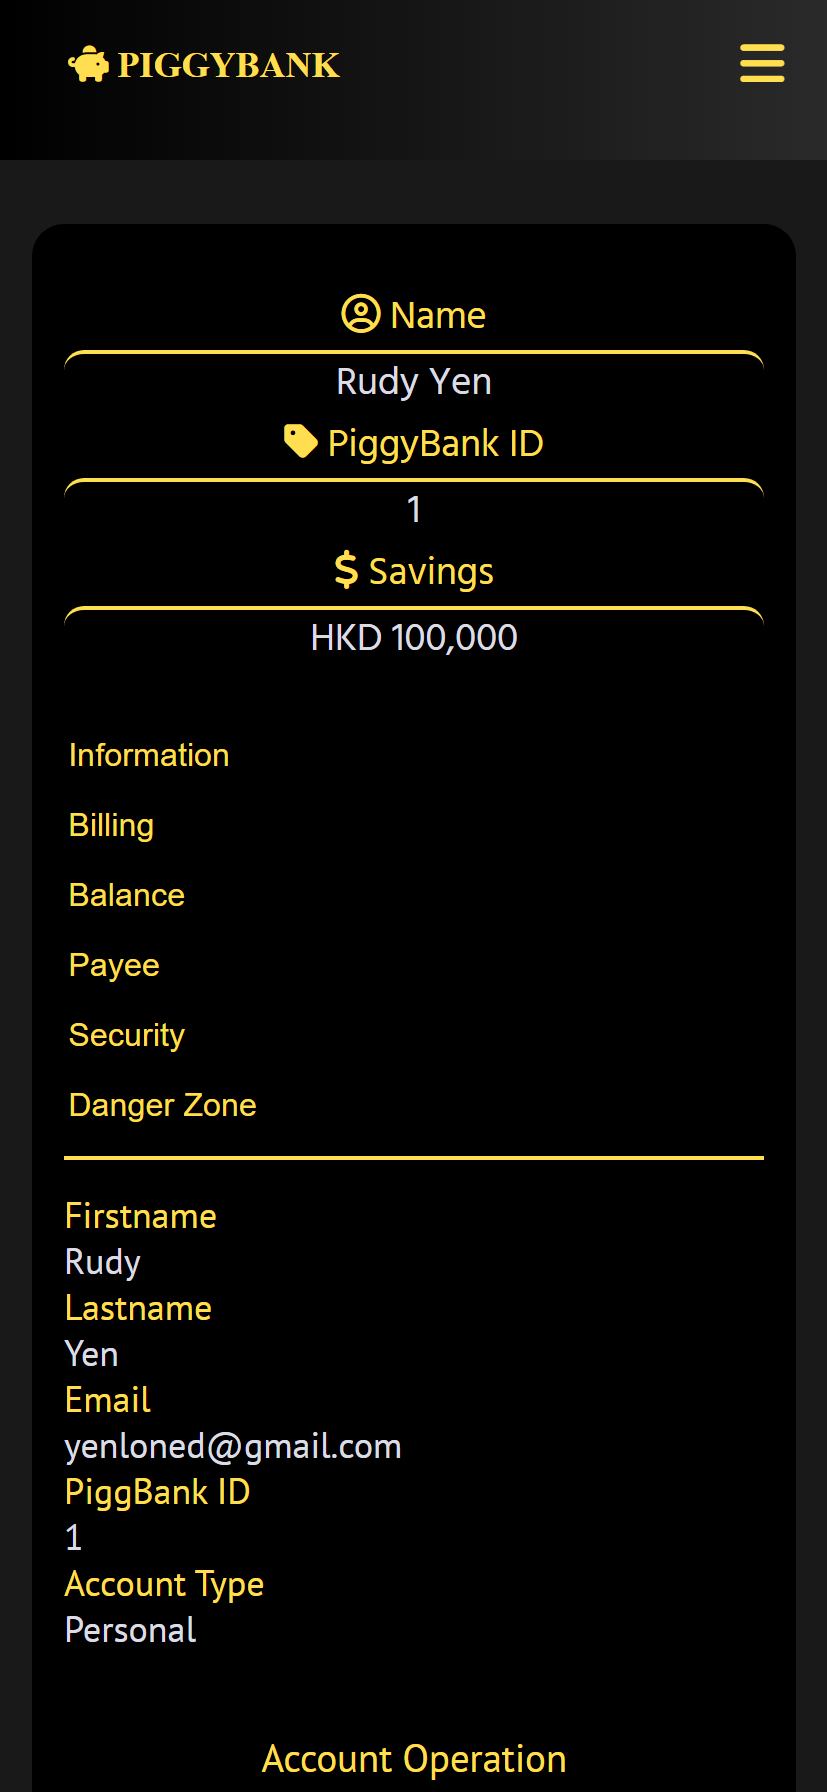 PIGGYBANK
Name
Rudy Yen
PiggyBank ID
1
Savings
HKD 100,000
Information
Billing
Balance
Payee
Security
Danger Zone
Firstname
Rudy
Lastname
Yen
Email
yenloned@gmail.com
PiggBank ID
1
Account Type
Personal
Account Operation